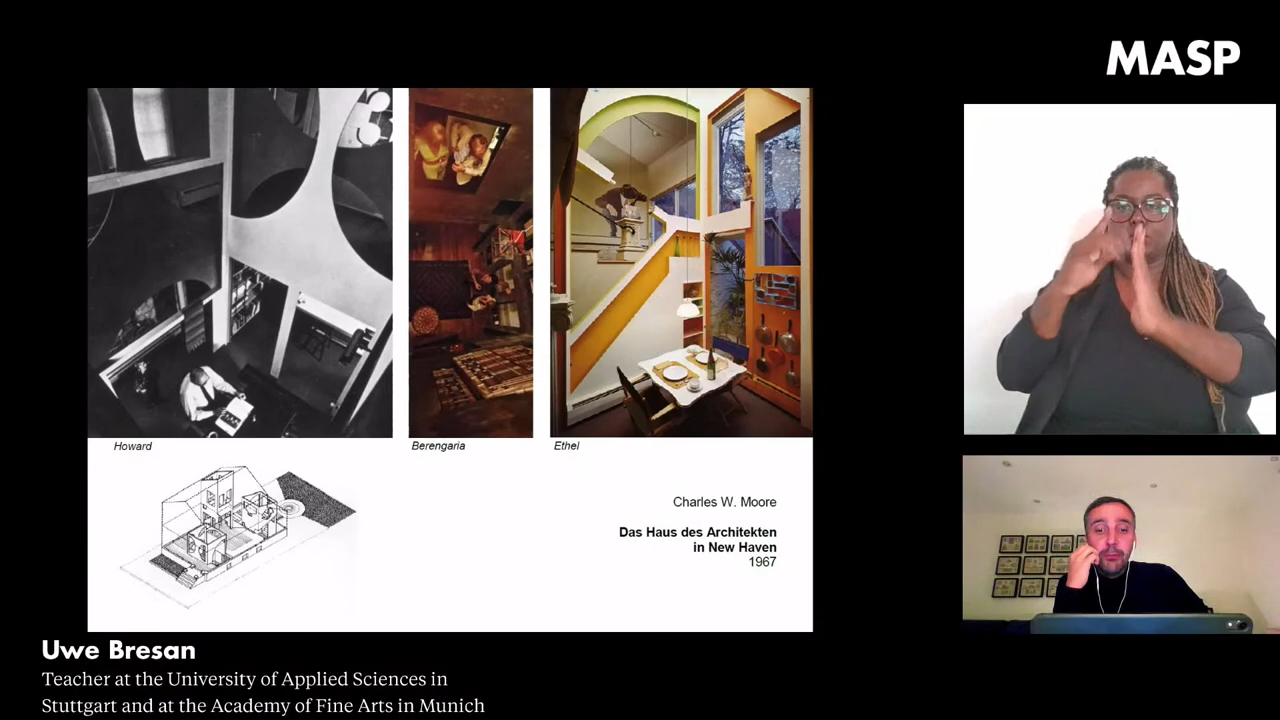 MASP
Howard
Berengaria
Ethel
Charles W. Moore
Das Haus des Architekten
in New Haven
1967
Uwe Bresan
Teacher at the University of Applied Sciences in
Stuttgart and at the Academy of Fine Arts in Munich